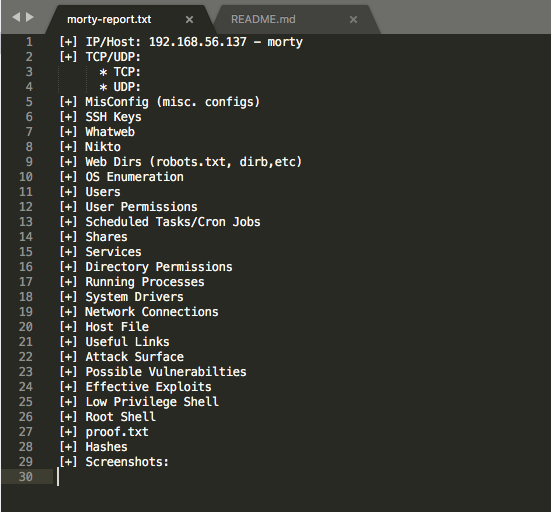 morty-report.txt × README.md ×
1 [+] IP/Host: 192.168.56.137 - morty
2 [+] TCP/UDP:
3 * TCP:
4 * UDP:
5 [+] MisConfig (misc. configs)
6 [+] SSH Keys
7 [+] Whatweb
8 [+] Nikto
9 [+] Web Dirs (robots.txt, dirb,etc)
10 [+] OS Enumeration
11 [+] Users
12 [+] User Permissions
13 [+] Scheduled Tasks/Cron Jobs
14 [+] Shares
15 [+] Services
16 [+] Directory Permissions
17 [+] Running Processes
18 [+] System Drivers
19 [+] Network Connections
20 [+] Host File
21 [+] Useful Links
22 [+] Attack Surface
23 [+] Possible Vulnerabilties
24 [+] Effective Exploits
25 [+] Low Privilege Shell
26 [+] Root Shell
27 [+] proof.txt
28 [+] Hashes
29 [+] Screenshots:
30